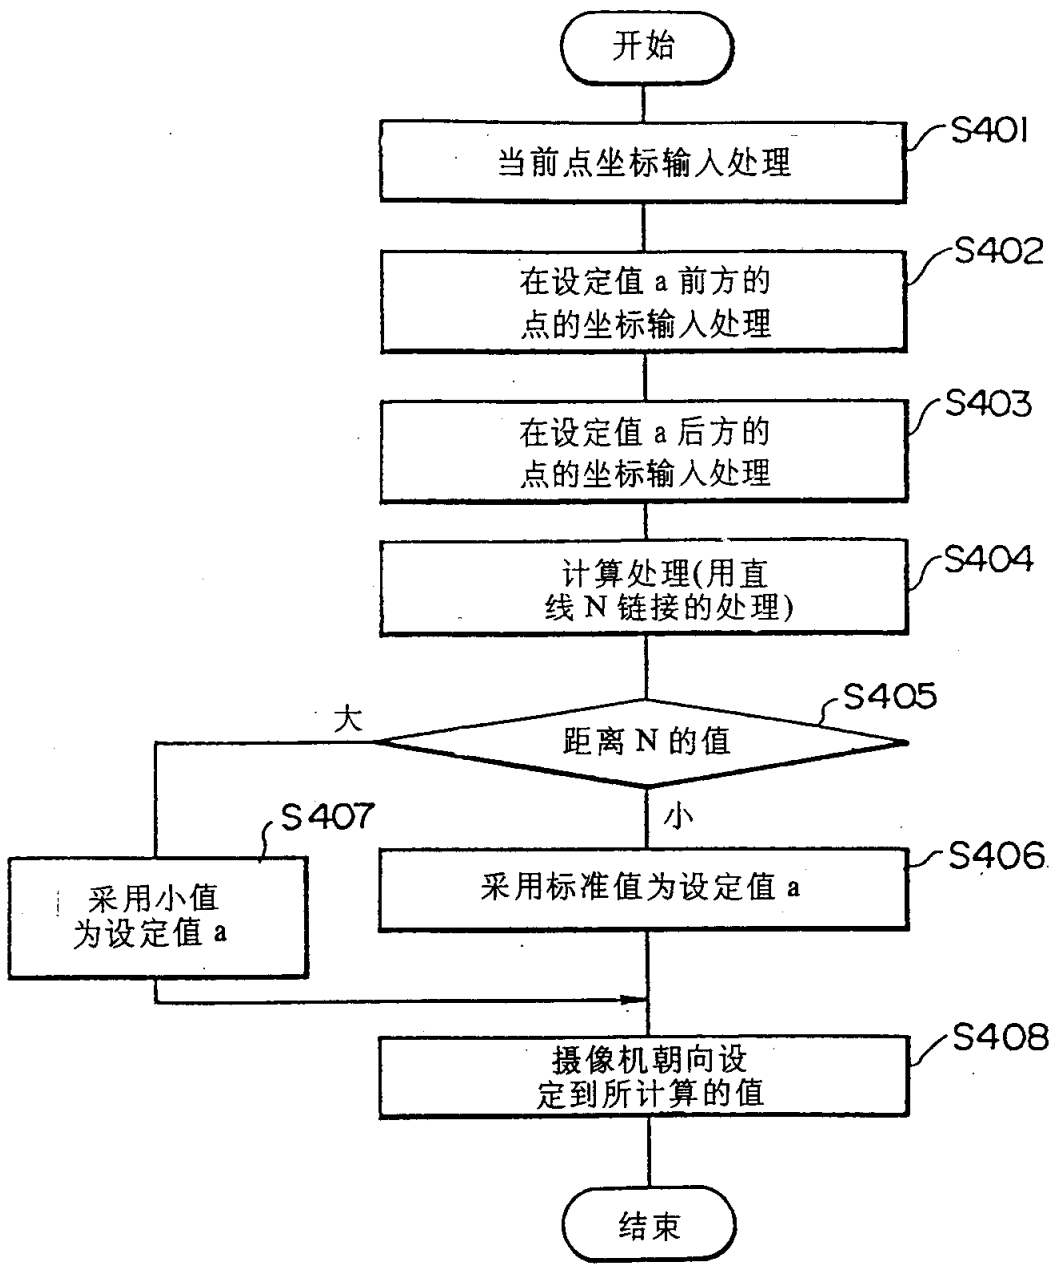 开始
S401
当前点坐标输入处理
S402
在设定值 a 前方的
点的坐标输入处理
S403
在设定值 a 后方的
点的坐标输入处理
S404
计算处理(用直
线 N 链接的处理)
S405
大
距离 N 的值
小
S407
采用小值
为设定值 a
S406
采用标准值为设定值 a
S408
摄像机朝向设
定到所计算的值
结束